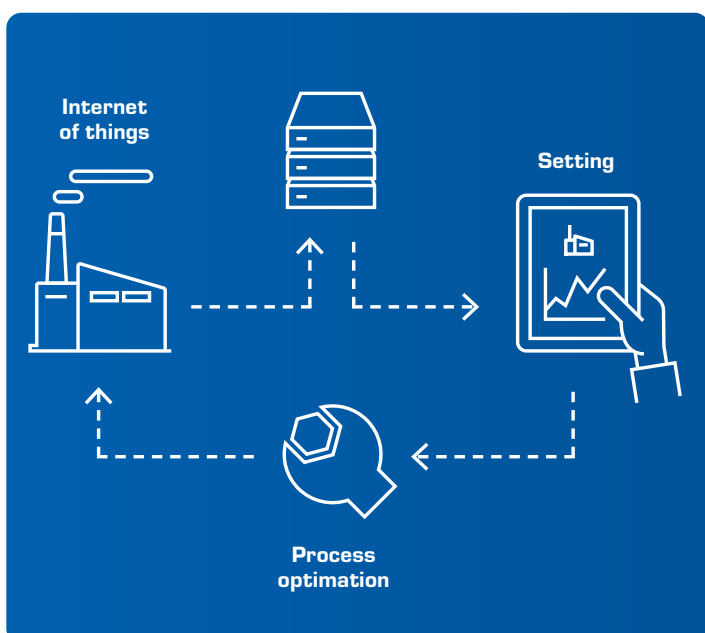 Internet
of things
Setting
Process
optimation